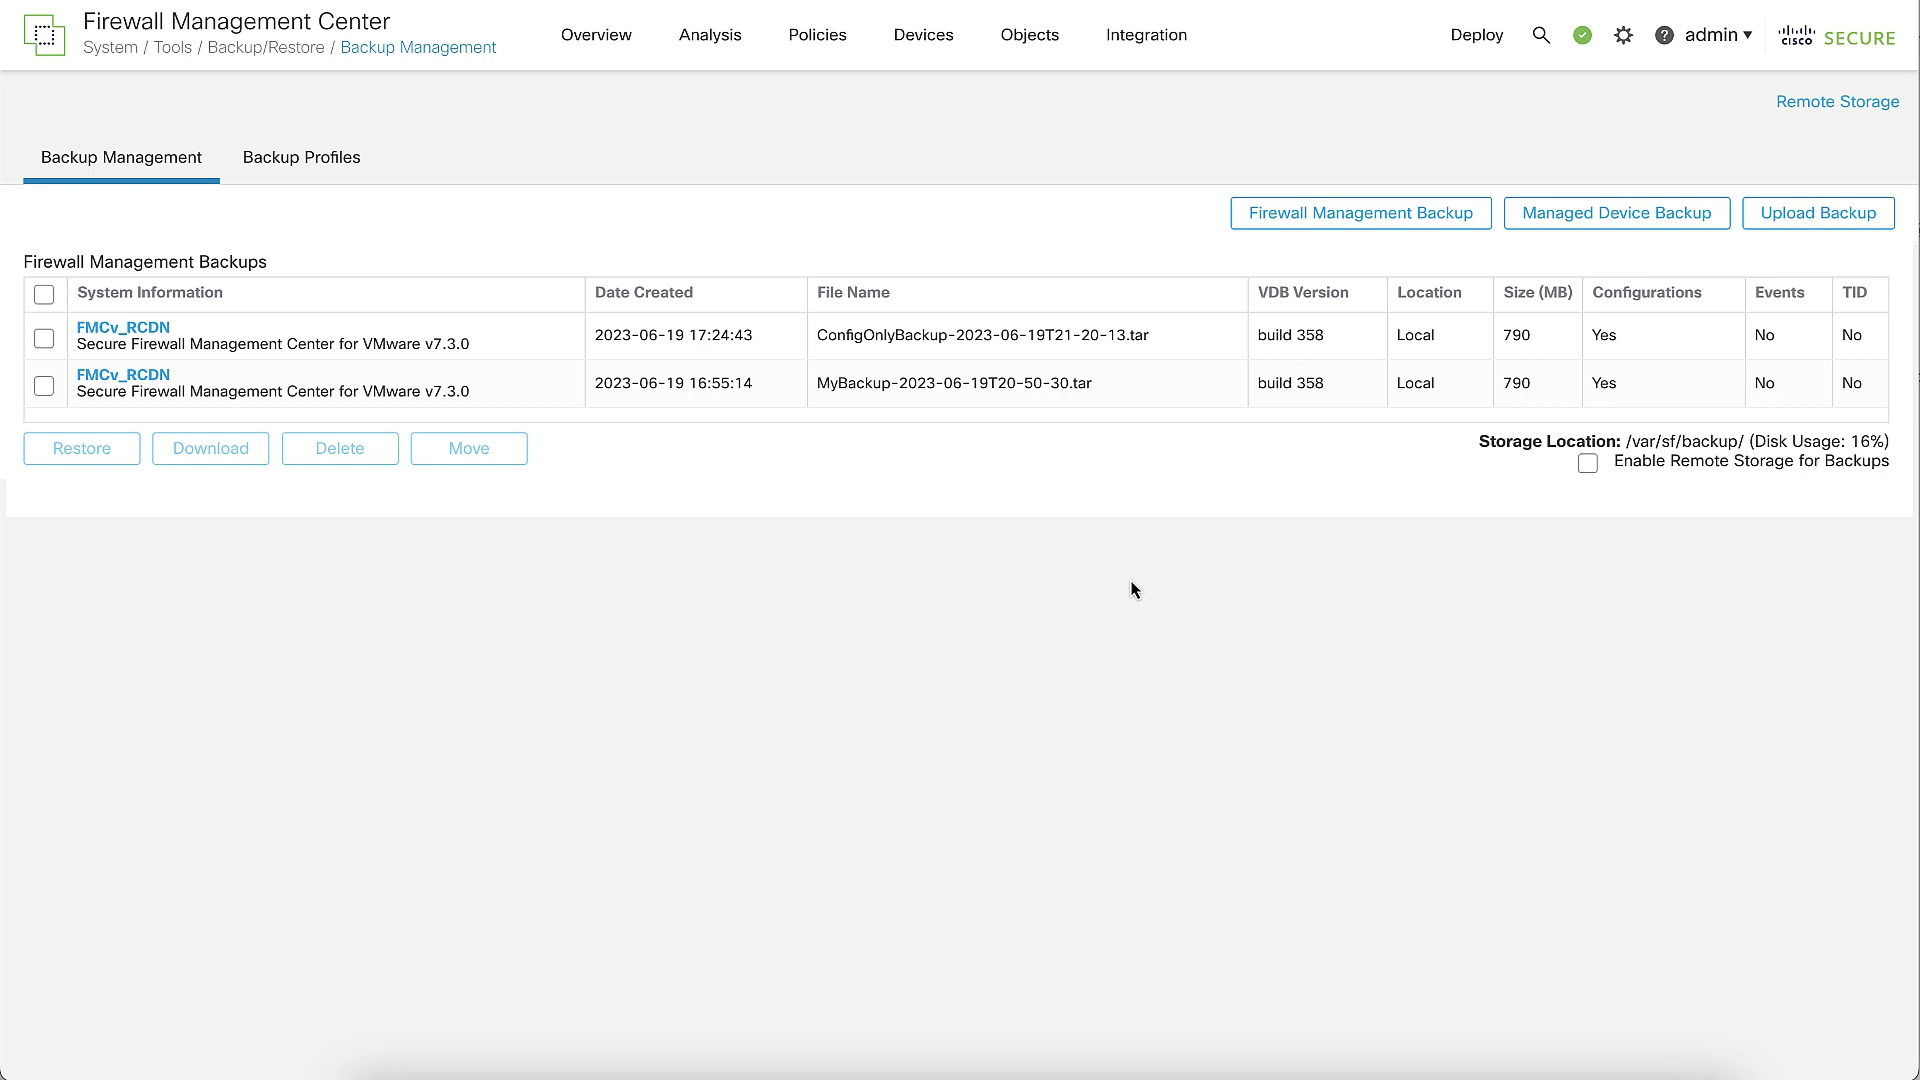 Firewall Management Center
System / Tools / Backup/Restore / Backup Management
Overview Analysis Policies Devices Objects Integration
Deploy admin
cisco SECURE
Remote Storage
Backup Management Backup Profiles
Firewall Management Backup Managed Device Backup Upload Backup
Firewall Management Backups
System Information Date Created File Name VDB Version Location Size (MB) Configurations Events TID
FMCv_RCDN
Secure Firewall Management Center for VMware v7.3.0 2023-06-19 17:24:43 ConfigOnlyBackup-2023-06-19T21-20-13.tar build 358 Local 790 Yes No No
FMCv_RCDN
Secure Firewall Management Center for VMware v7.3.0 2023-06-19 16:55:14 MyBackup-2023-06-19T20-50-30.tar build 358 Local 790 Yes No No
Restore Download Delete Move
Storage Location: /var/sf/backup/ (Disk Usage: 16%)
Enable Remote Storage for Backups